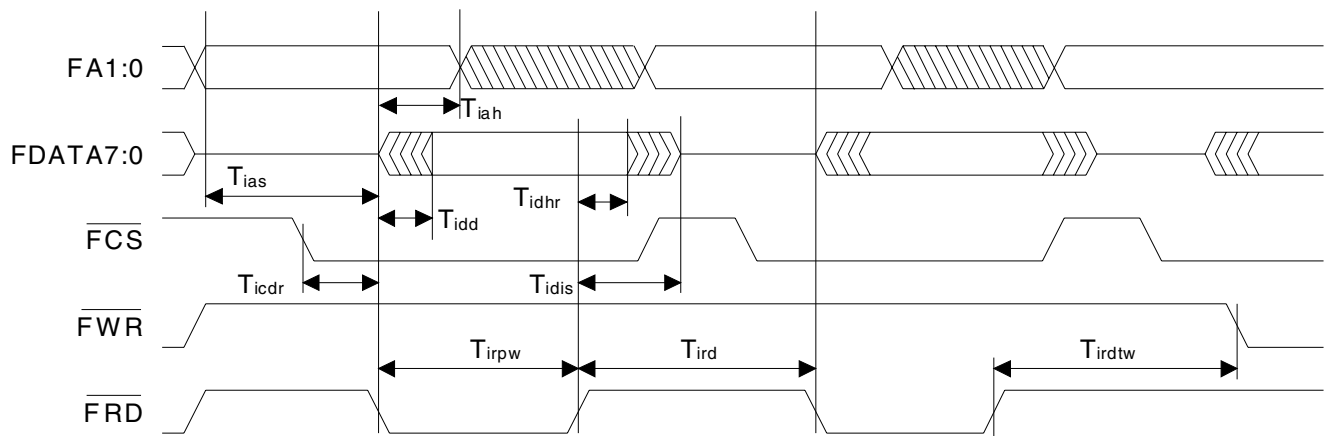 FA1:0
Tiah
FDATA7:0
Tias
Tidhr
Tidd
FCS
Ticdr
Tidis
FWR
Tirpw
Tird
Tirdtw
FRD